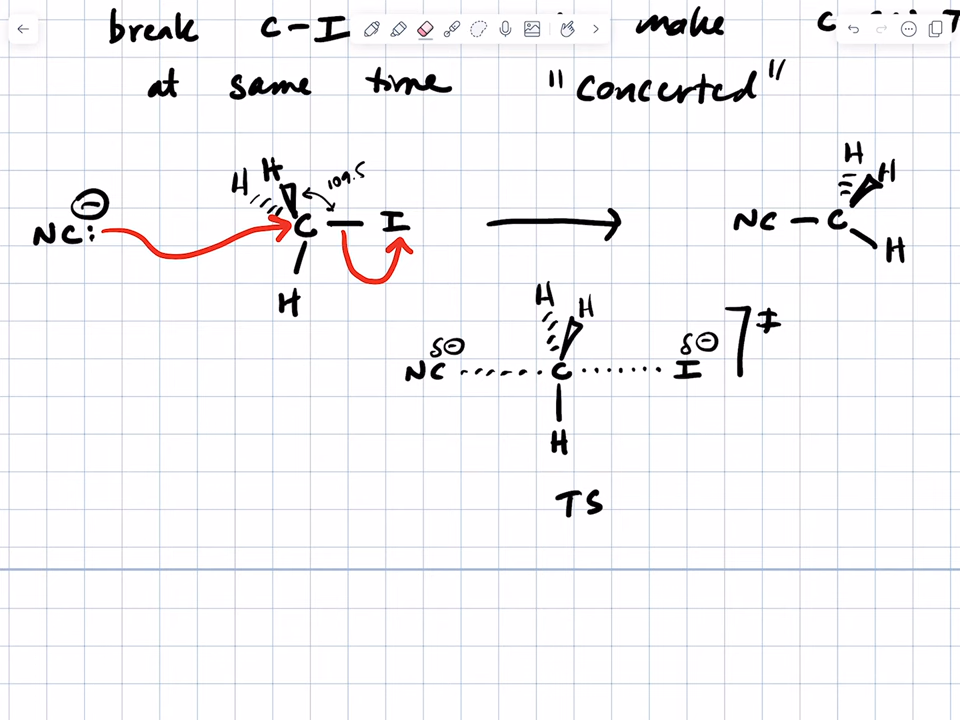 break C-I make C
at same time "concerted"
H H 109.5 H H
NC:⊖ C-I → NC-C
H H
H H
δ⊖ δ⊖ ‡
NC ...... C ...... I
H
TS